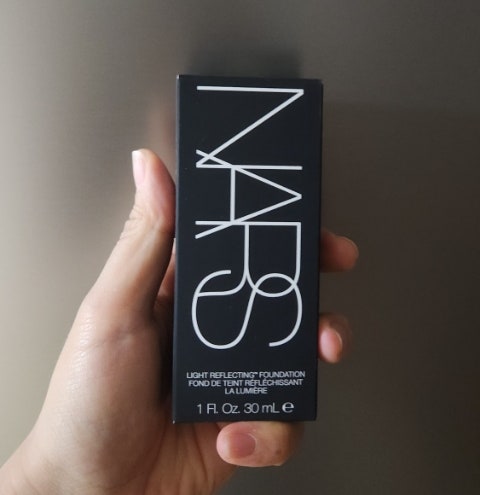 NARS
LIGHT REFLECTING™ FOUNDATION
FOND DE TEINT RÉFLÉCHISSANT
LA LUMIÈRE
1 Fl. Oz. 30 mL ℮